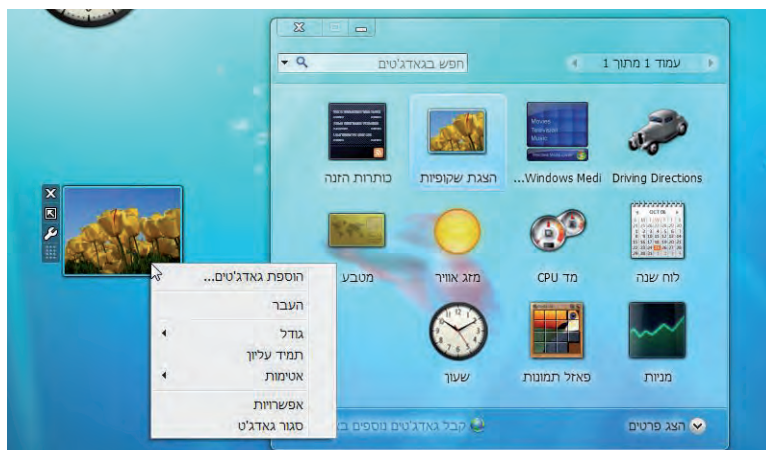 חפש בגאדג'טים
עמוד 1 מתוך 1
Driving Directions
Windows Medi...
הצגת שקופיות
כותרות הזנה
לוח שנה
מד CPU
מזג אוויר
מטבע
מניות
פאזל תמונות
שעון
הצג פרטים
קבל גאדג'טים נוספים
הוספת גאדג'טים...
העבר
גודל
תמיד עליון
אטימות
אפשרויות
סגור גאדג'ט